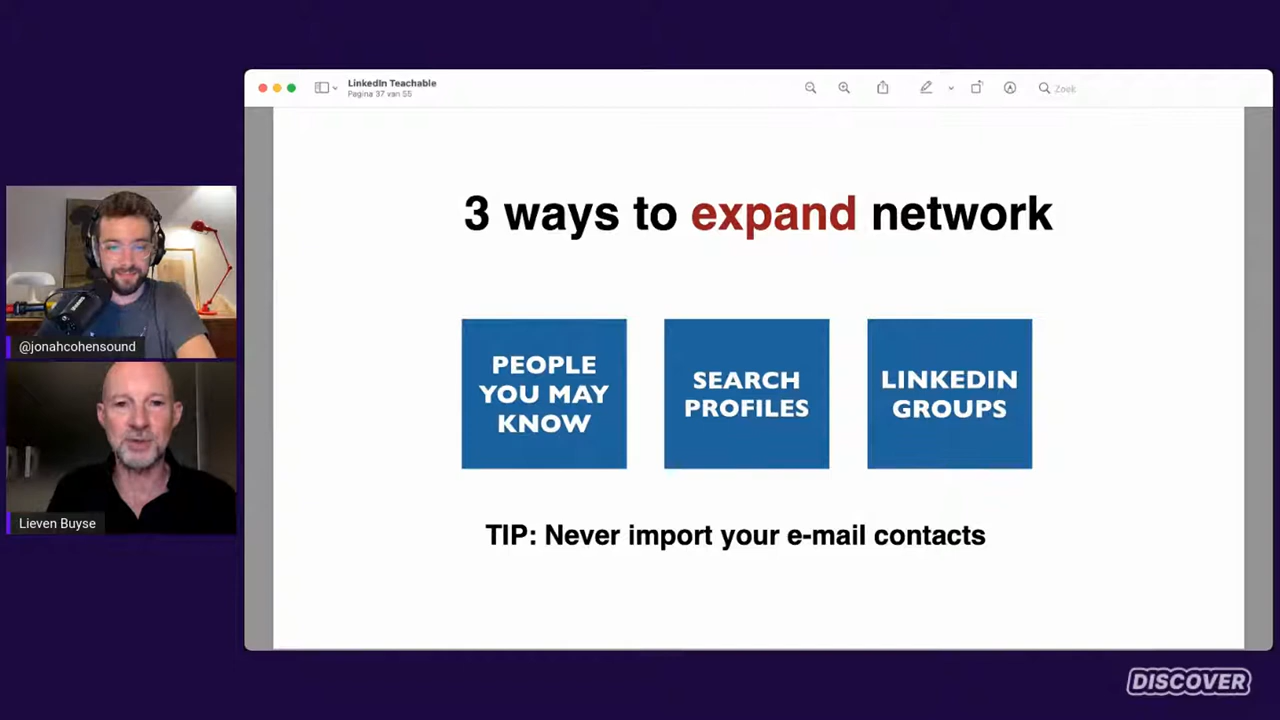 LinkedIn Teachable
Pagina 37 van 55
Zoek
3 ways to expand network
PEOPLE
YOU MAY
KNOW
SEARCH
PROFILES
LINKEDIN
GROUPS
TIP: Never import your e-mail contacts
@jonahcohensound
Lieven Buyse
DISCOVER